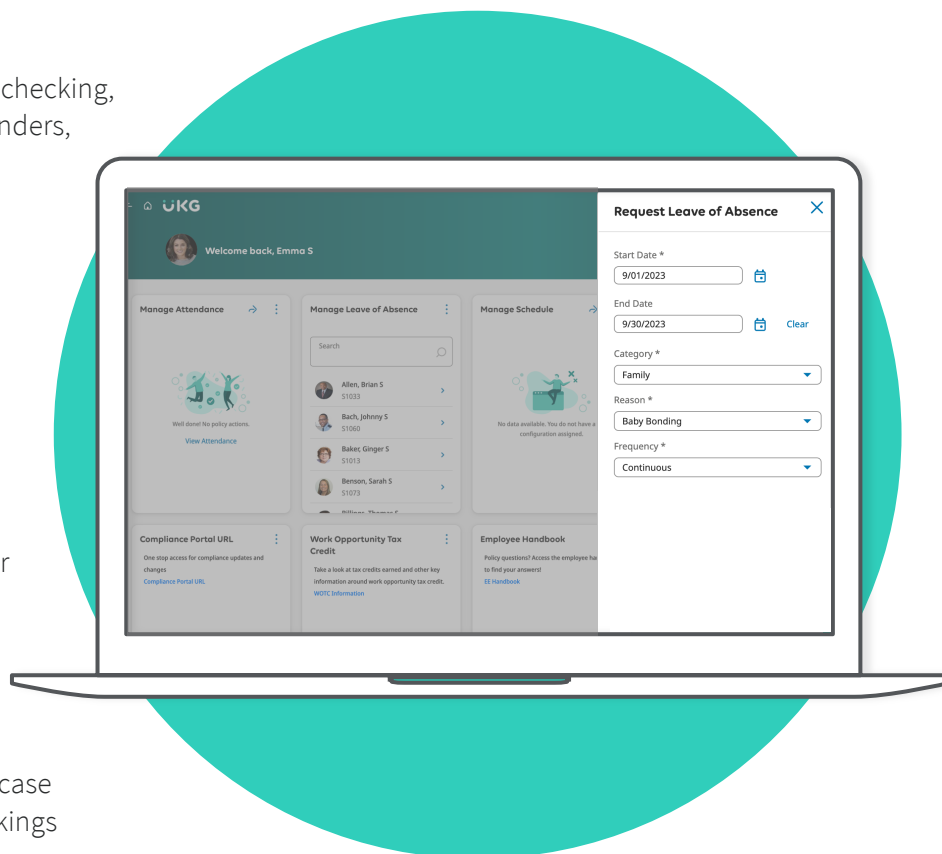 checking,
nders,
UKG
Welcome back, Emma S
Manage Attendance
Well done! No policy actions.
View Attendance
Manage Leave of Absence
Search
Allen, Brian S
51033
Bach, Johnny S
51060
Baker, Ginger S
51013
Benson, Sarah S
51073
Manage Schedule
No data available. You do not have a
configuration assigned.
Compliance Portal URL
One stop access for compliance updates and
changes
Compliance Portal URL
Work Opportunity Tax
Credit
Take a look at tax credits earned and other key
information around work opportunity tax credit.
WOTC Information
Employee Handbook
Policy questions? Access the employee ha
to find your answers!
EE Handbook
Request Leave of Absence
Start Date *
9/01/2023
End Date
9/30/2023
Clear
Category *
Family
Reason *
Baby Bonding
Frequency *
Continuous
r
case
kings